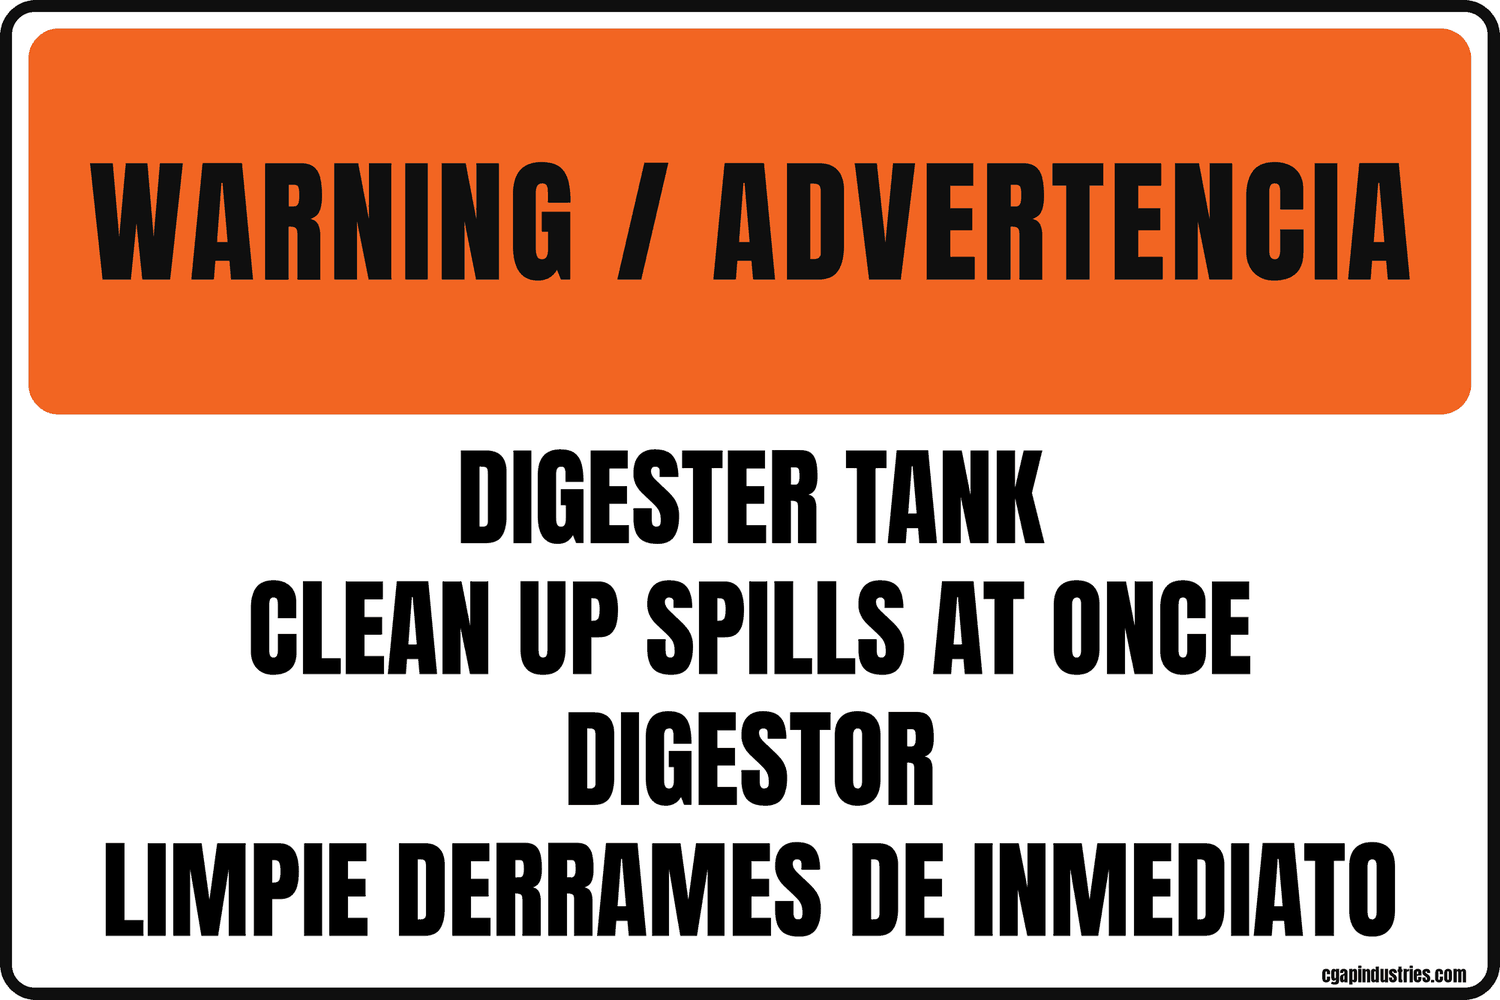 WARNING / ADVERTENCIA
DIGESTER TANK
CLEAN UP SPILLS AT ONCE
DIGESTOR
LIMPIE DERRAMES DE INMEDIATO
cgapindustries.com